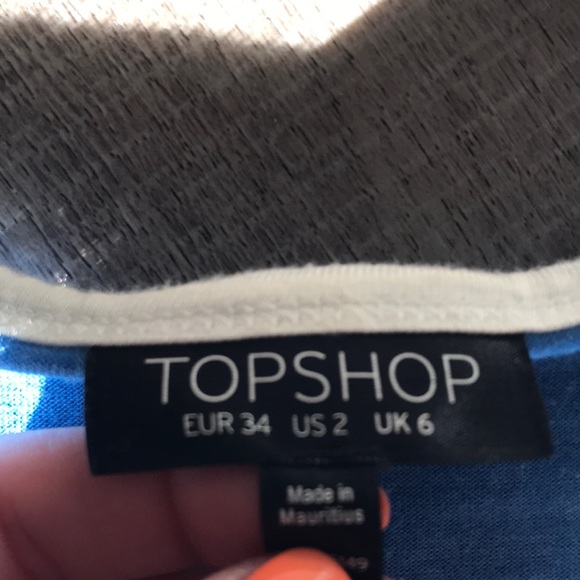 TOPSHOP
EUR 34 US 2 UK 6
Made in
Mauritius